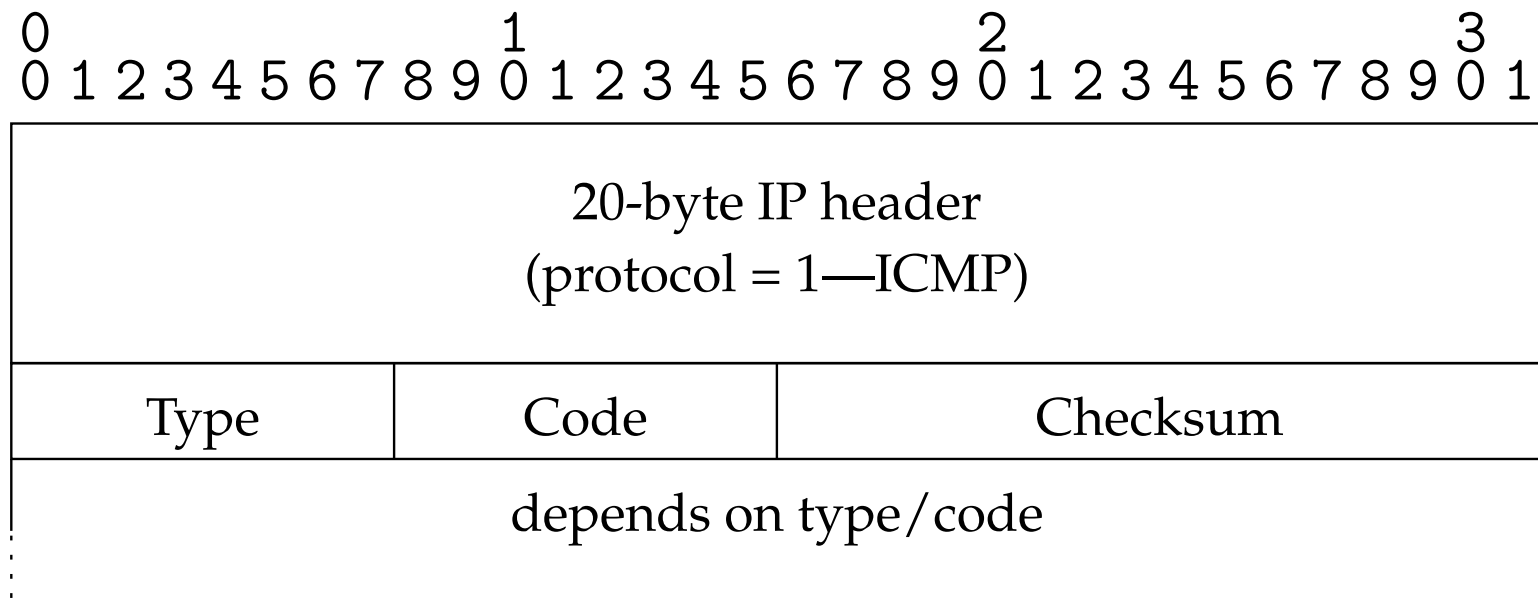 0 1 2 3
0 1 2 3 4 5 6 7 8 9 0 1 2 3 4 5 6 7 8 9 0 1 2 3 4 5 6 7 8 9 0 1
20-byte IP header
(protocol = 1—ICMP)
Type Code Checksum
depends on type/code